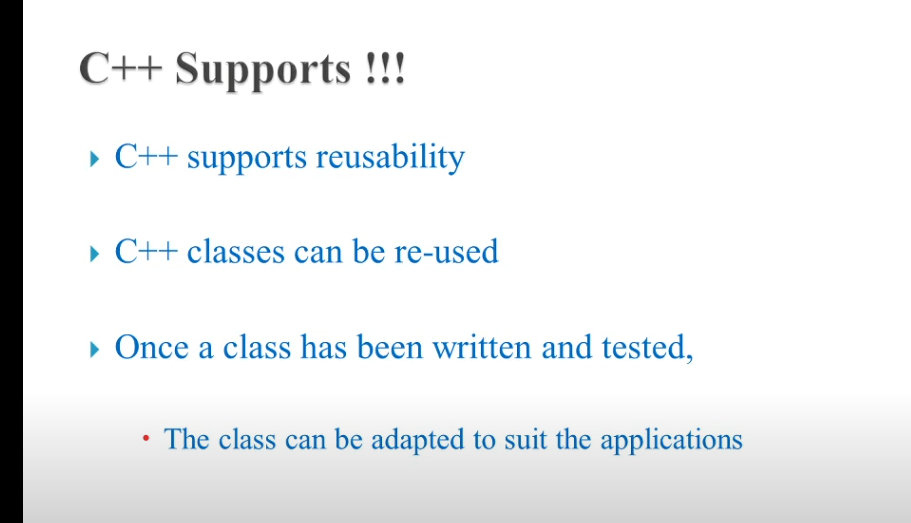 C++ Supports !!!
C++ supports reusability
C++ classes can be re-used
Once a class has been written and tested,
The class can be adapted to suit the applications